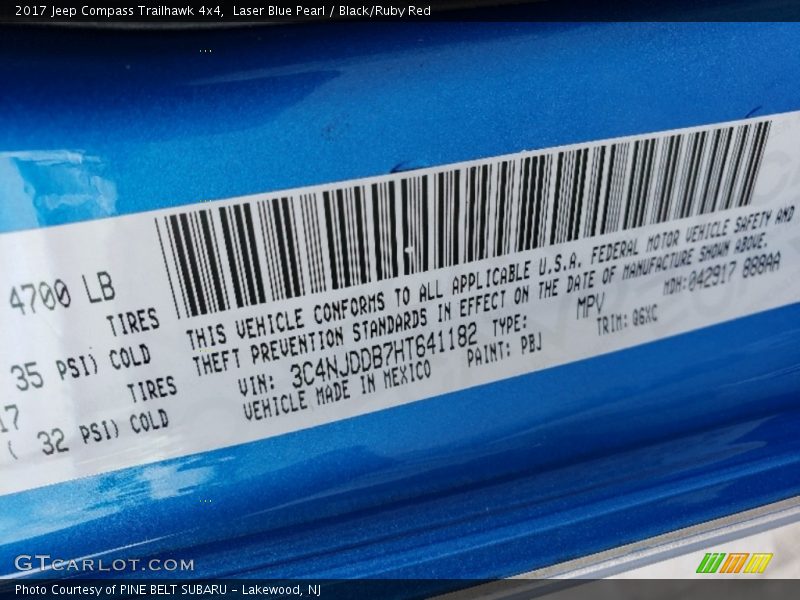 2017 Jeep Compass Trailhawk 4x4, Laser Blue Pearl / Black/Ruby Red
4700 LB
TIRES
35 PSI) COLD
17 TIRES
( 32 PSI) COLD
THIS VEHICLE CONFORMS TO ALL APPLICABLE U.S.A. FEDERAL MOTOR VEHICLE SAFETY AND
THEFT PREVENTION STANDARDS IN EFFECT ON THE DATE OF MANUFACTURE SHOWN ABOVE.
VIN: 3C4NJDDB7HT641182 TYPE: MPV MDH:042917 888AA
VEHICLE MADE IN MEXICO PAINT: PBJ TRIM: Q6XC
GTCARLOT.COM
Photo Courtesy of PINE BELT SUBARU - Lakewood, NJ